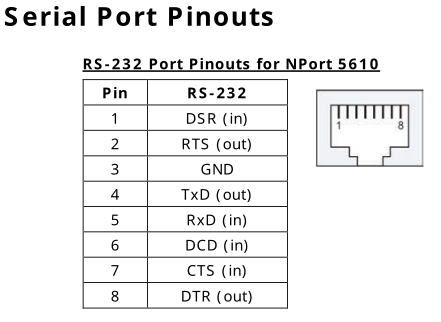 Serial Port Pinouts
RS-232 Port Pinouts for NPort 5610
Pin RS-232
1 DSR (in)
2 RTS (out)
3 GND
4 TxD (out)
5 RxD (in)
6 DCD (in)
7 CTS (in)
8 DTR (out)
1 8